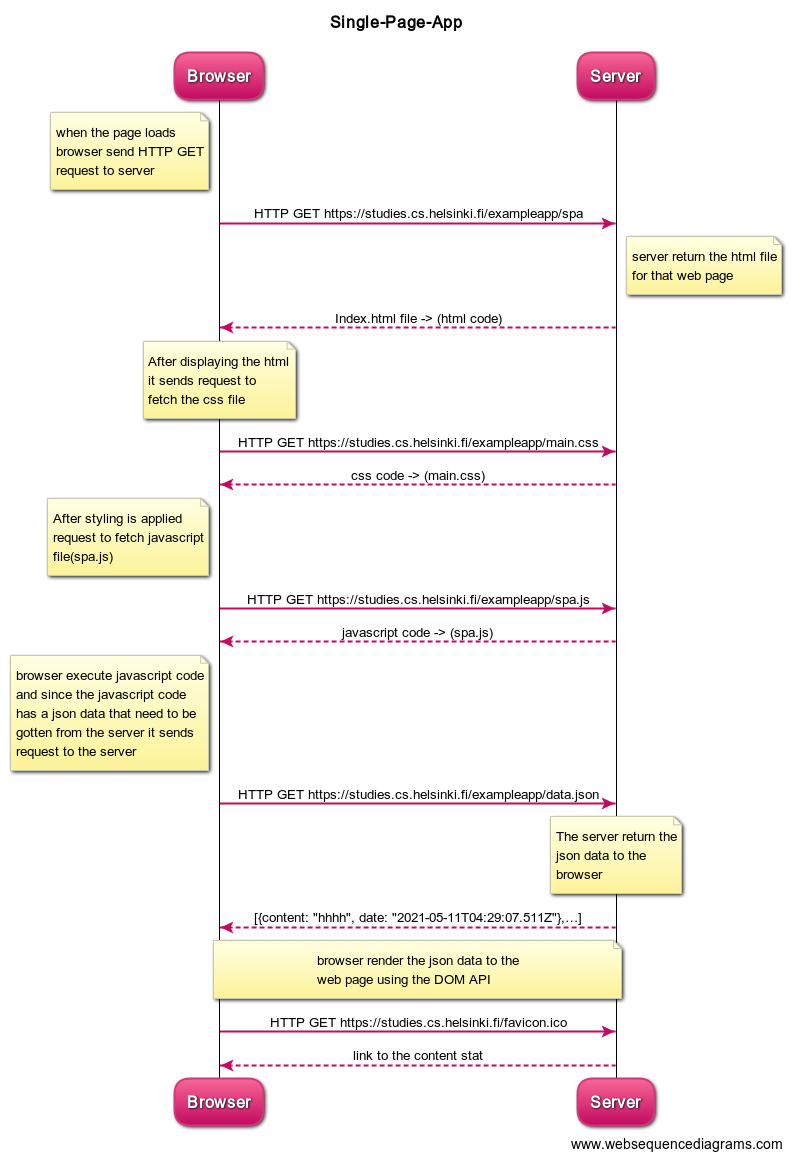 Single-Page-App
Browser
Server
when the page loads
browser send HTTP GET
request to server
HTTP GET https://studies.cs.helsinki.fi/exampleapp/spa
server return the html file
for that web page
Index.html file -> (html code)
After displaying the html
it sends request to
fetch the css file
HTTP GET https://studies.cs.helsinki.fi/exampleapp/main.css
css code -> (main.css)
After styling is applied
request to fetch javascript
file(spa.js)
HTTP GET https://studies.cs.helsinki.fi/exampleapp/spa.js
javascript code -> (spa.js)
browser execute javascript code
and since the javascript code
has a json data that need to be
gotten from the server it sends
request to the server
HTTP GET https://studies.cs.helsinki.fi/exampleapp/data.json
The server return the
json data to the
browser
[{content: "hhhh", date: "2021-05-11T04:29:07.511Z"},…]
browser render the json data to the
web page using the DOM API
HTTP GET https://studies.cs.helsinki.fi/favicon.ico
link to the content stat
Browser
Server
www.websequencediagrams.com